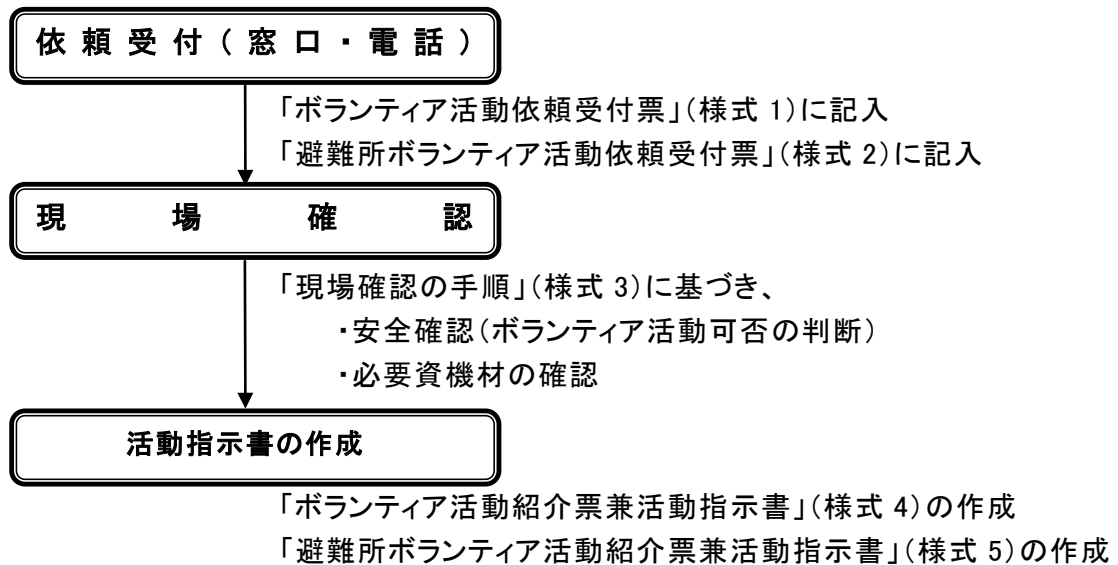 依頼受付(窓口・電話)
「ボランティア活動依頼受付票」(様式 1)に記入
「避難所ボランティア活動依頼受付票」(様式 2)に記入
現場確認
「現場確認の手順」(様式 3)に基づき、
・安全確認(ボランティア活動可否の判断)
・必要資機材の確認
活動指示書の作成
「ボランティア活動紹介票兼活動指示書」(様式 4)の作成
「避難所ボランティア活動紹介票兼活動指示書」(様式 5)の作成